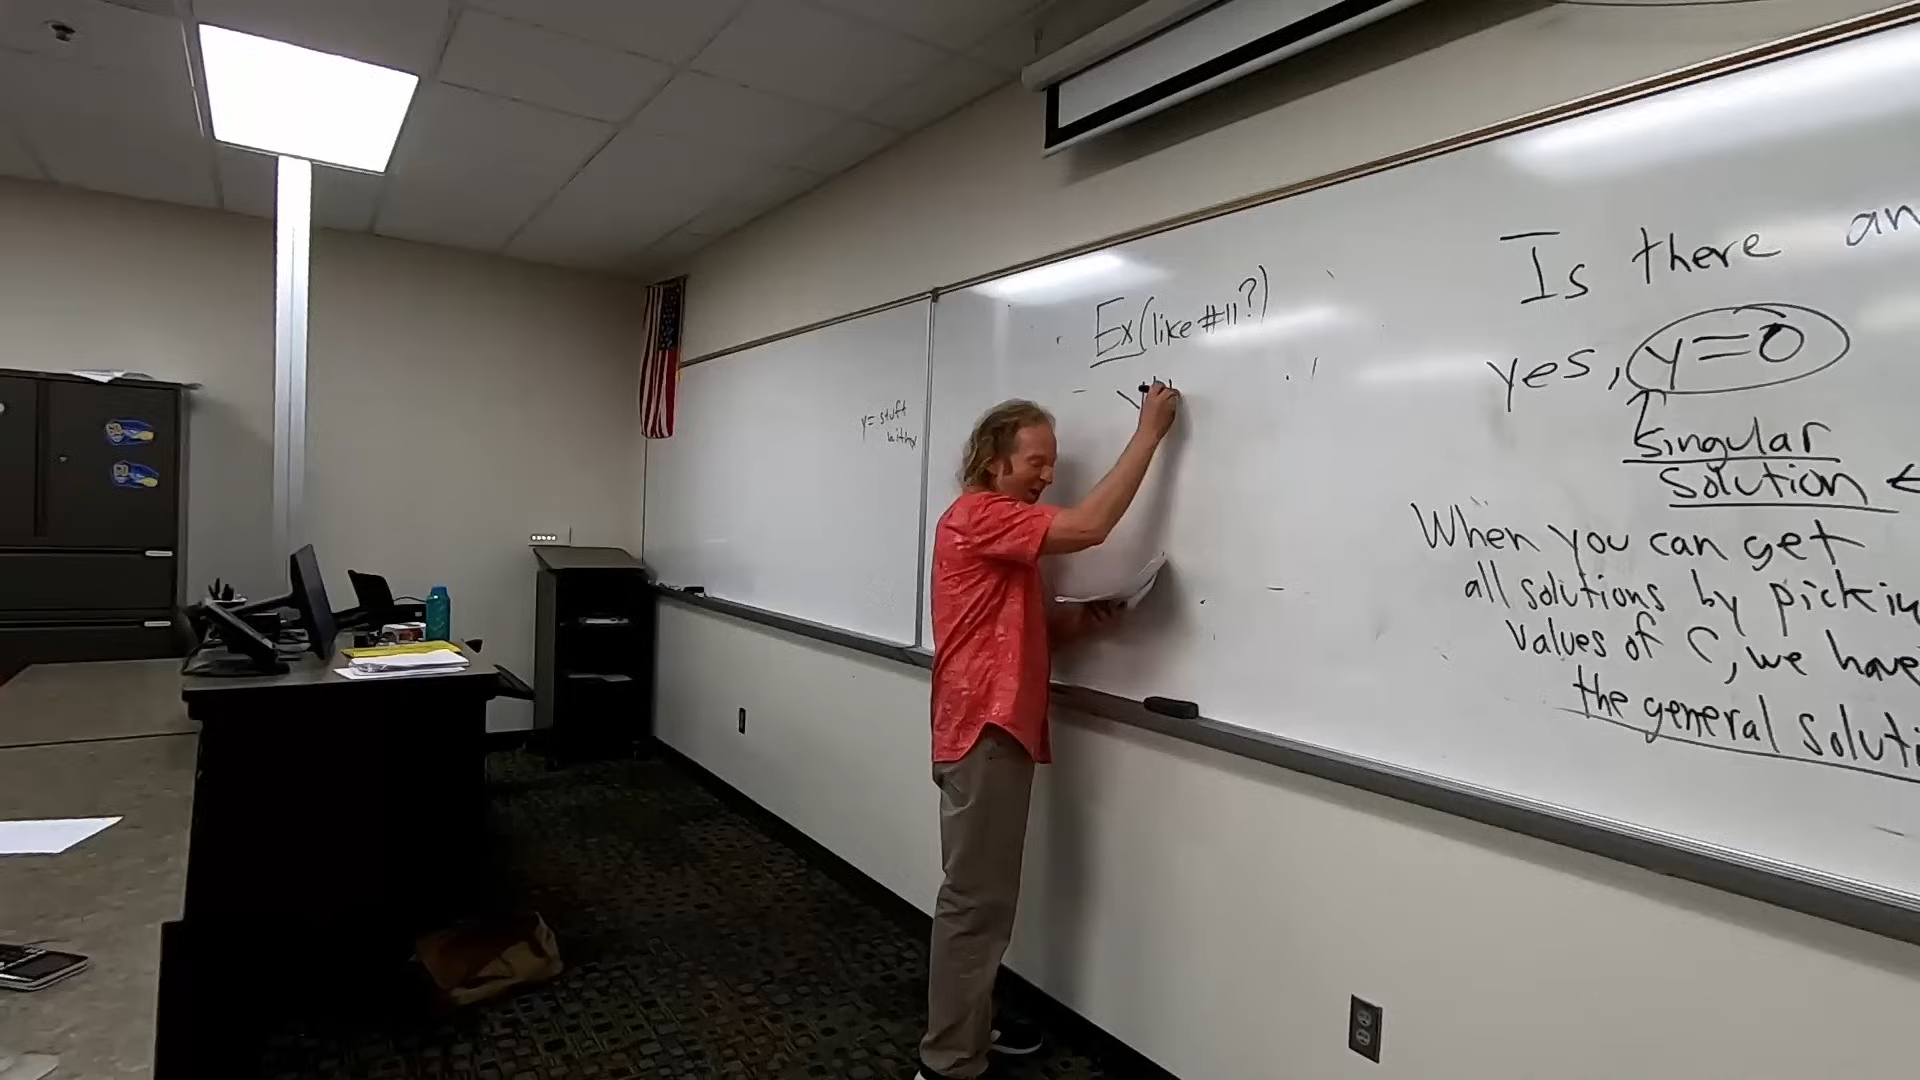 y= stuff
Ex (like #11?)
y
Is there an
yes, y=0
singular
solution ←
When you can get
all solutions by pickin
values of C, we have
the general soluti